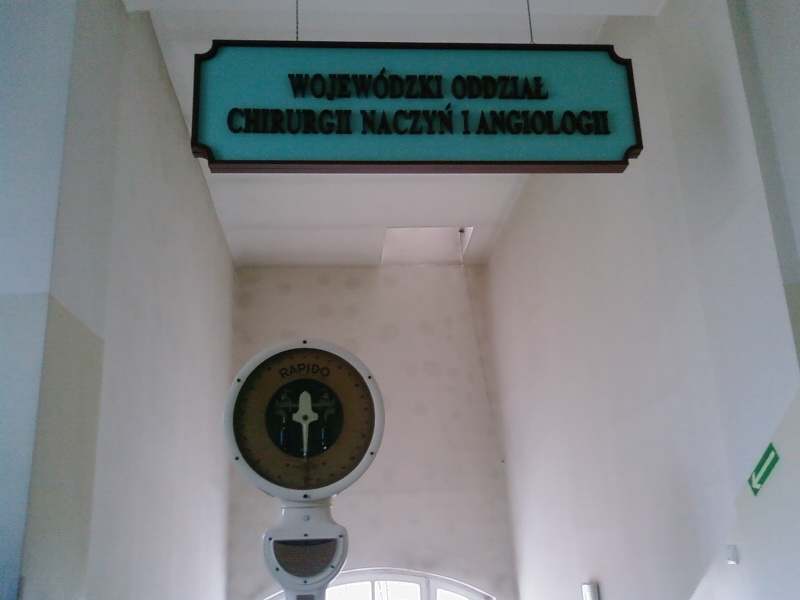 WOJEWÓDZKI ODDZIAŁ
CHIRURGII NACZYŃ I ANGIOLOGII
RAPIDO